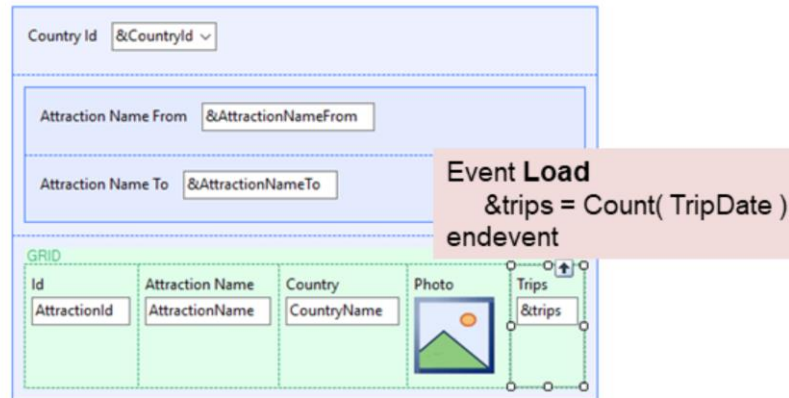 Country Id &CountryId
Attraction Name From &AttractionNameFrom
Attraction Name To &AttractionNameTo
Event Load
&trips = Count( TripDate )
endevent
GRID
Id Attraction Name Country Photo Trips
AttractionId AttractionName CountryName &trips